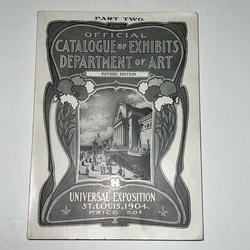 PART TWO.
OFFICIAL
CATALOGUE OF EXHIBITS
DEPARTMENT OF ART
REVISED EDITION
UNIVERSAL EXPOSITION
ST. LOUIS, 1904.
PRICE 50¢